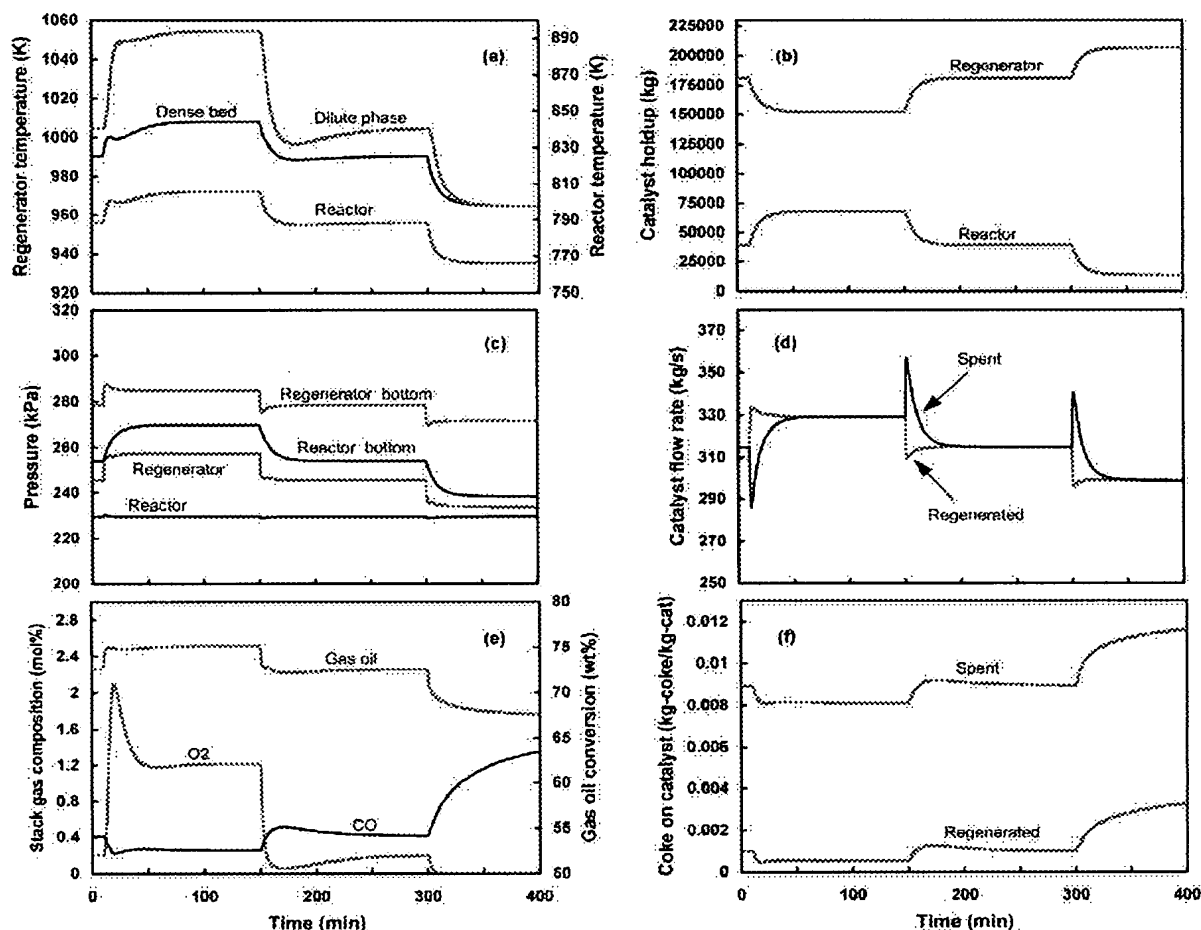 1060
1040
1020
1000
980
960
940
920
Regenerator temperature (K)
(a)
Dense bed
Dilute phase
Reactor
890
870
850
830
810
790
770
750
Reactor temperature (K)
225000
200000
175000
150000
125000
100000
75000
50000
25000
0
Catalyst holdup (kg)
(b)
Regenerator
Reactor
320
300
280
260
240
220
200
Pressure (kPa)
(c)
Regenerator bottom
Reactor bottom
Regenerator
Reactor
370
350
330
310
290
270
250
Catalyst flow rate (kg/s)
(d)
Spent
Regenerated
2.8
2.4
2
1.6
1.2
0.8
0.4
0
Stack gas composition (mol%)
(e)
Gas oil
O2
CO
80
75
70
65
60
55
50
Gas oil conversion (wt%)
0 100 200 300 400
Time (min)
0.012
0.01
0.008
0.006
0.004
0.002
0
Coke on catalyst (kg-coke/kg-cat)
(f)
Spent
Regenerated
0 100 200 300 400
Time (min)